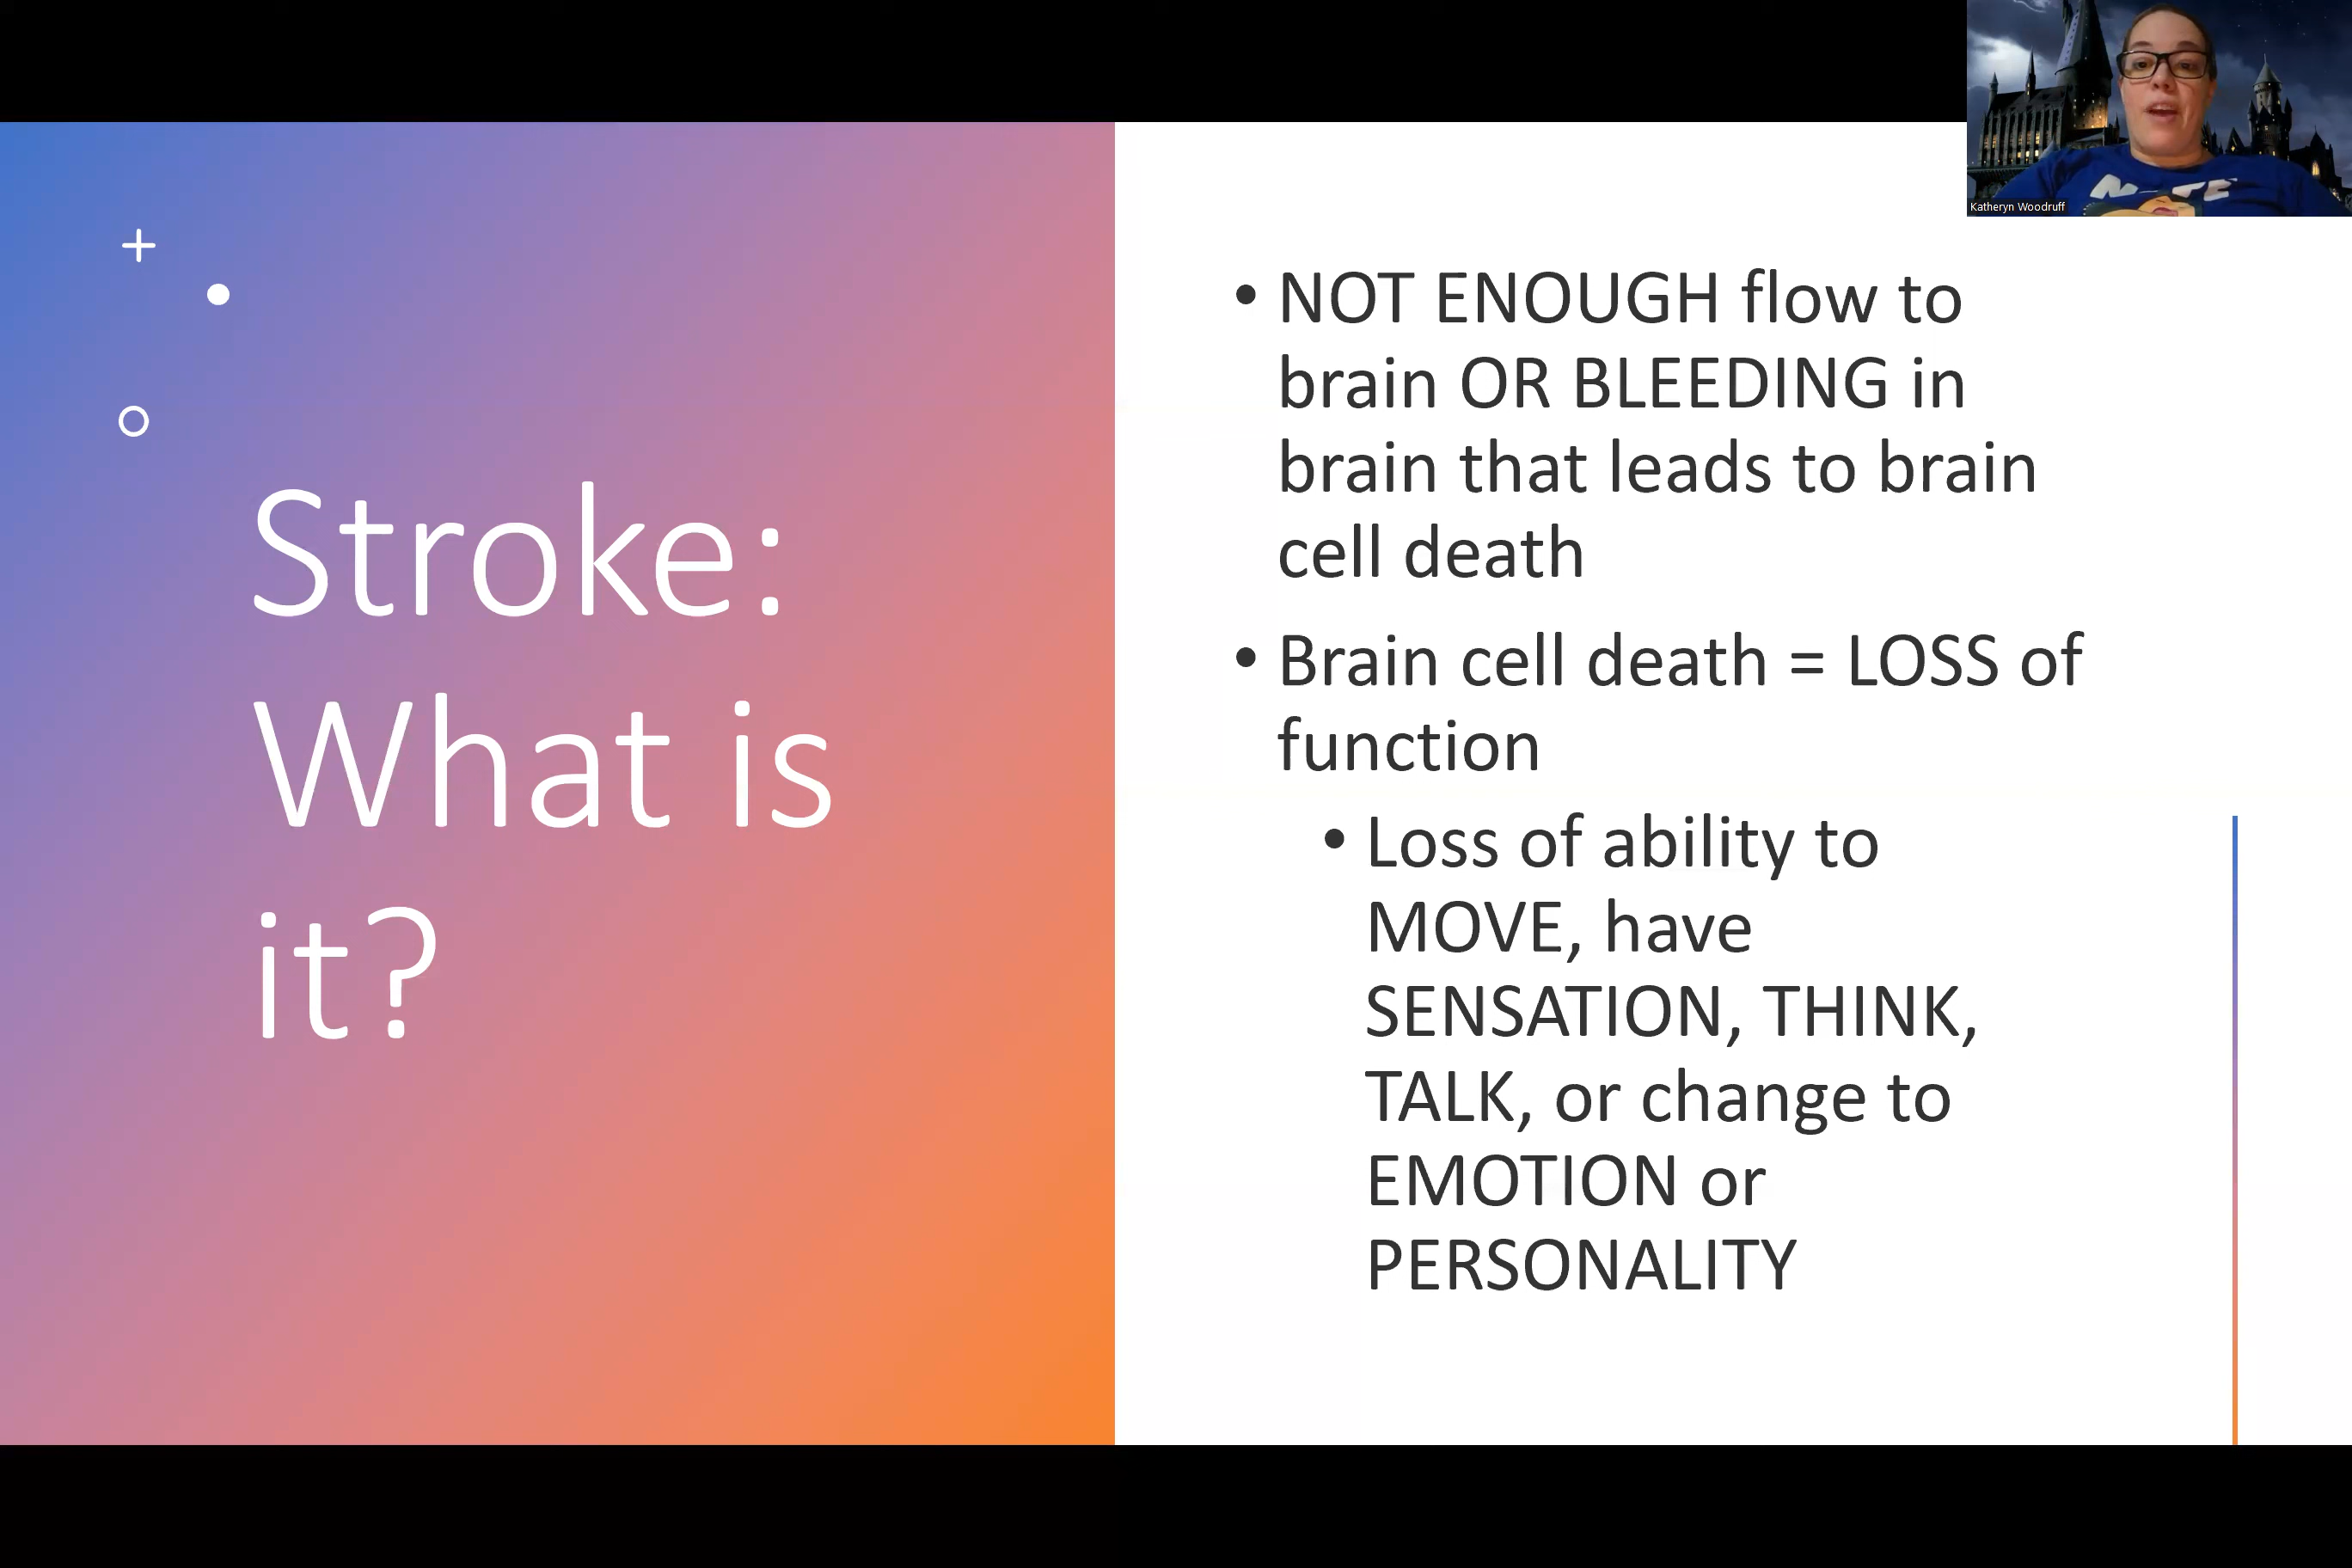 Stroke:
What is
it?
• NOT ENOUGH flow to
brain OR BLEEDING in
brain that leads to brain
cell death
• Brain cell death = LOSS of
function
• Loss of ability to
MOVE, have
SENSATION, THINK,
TALK, or change to
EMOTION or
PERSONALITY
Katheryn Woodruff